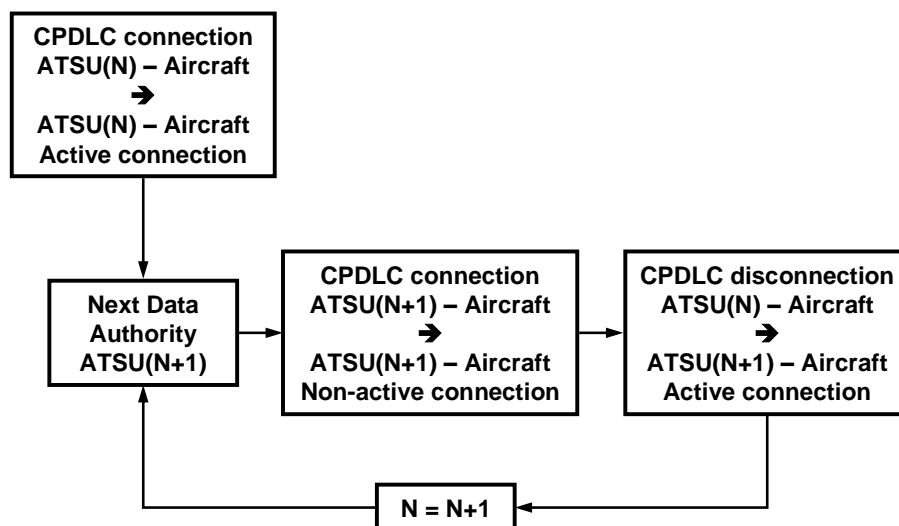 CPDLC connection
ATSU(N) – Aircraft
➔
ATSU(N) – Aircraft
Active connection
Next Data
Authority
ATSU(N+1)
CPDLC connection
ATSU(N+1) – Aircraft
➔
ATSU(N+1) – Aircraft
Non-active connection
CPDLC disconnection
ATSU(N) – Aircraft
➔
ATSU(N+1) – Aircraft
Active connection
N = N+1